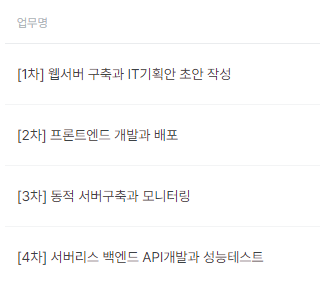 업무명
[1차] 웹서버 구축과 IT기획안 초안 작성
[2차] 프론트엔드 개발과 배포
[3차] 동적 서버구축과 모니터링
[4차] 서버리스 백엔드 API개발과 성능테스트